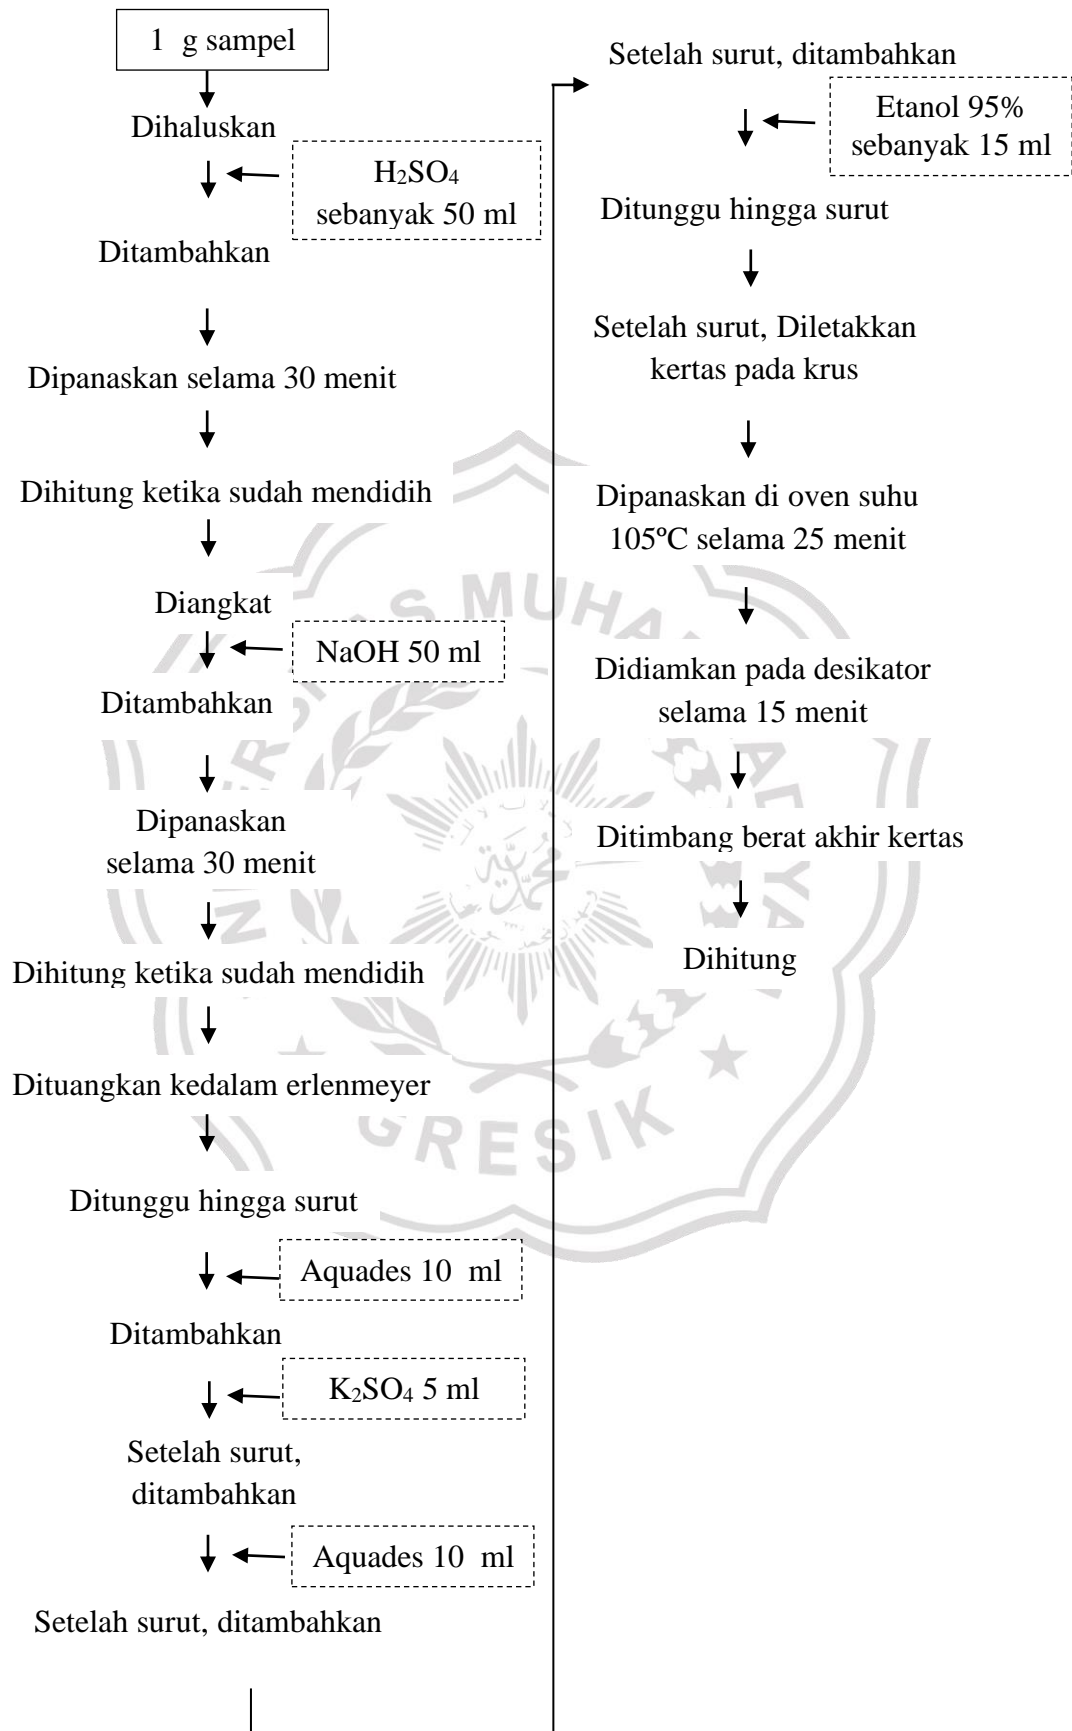 1 g sampel
Dihaluskan
H₂SO₄
sebanyak 50 ml
Ditambahkan
Dipanaskan selama 30 menit
Dihitung ketika sudah mendidih
Diangkat
NaOH 50 ml
Ditambahkan
Dipanaskan
selama 30 menit
Dihitung ketika sudah mendidih
Dituangkan kedalam erlenmeyer
Ditunggu hingga surut
Aquades 10 ml
Ditambahkan
K₂SO₄ 5 ml
Setelah surut,
ditambahkan
Aquades 10 ml
Setelah surut, ditambahkan
Setelah surut, ditambahkan
Etanol 95%
sebanyak 15 ml
Ditunggu hingga surut
Setelah surut, Diletakkan
kertas pada krus
Dipanaskan di oven suhu
105ºC selama 25 menit
Didiamkan pada desikator
selama 15 menit
Ditimbang berat akhir kertas
Dihitung
GRESIK